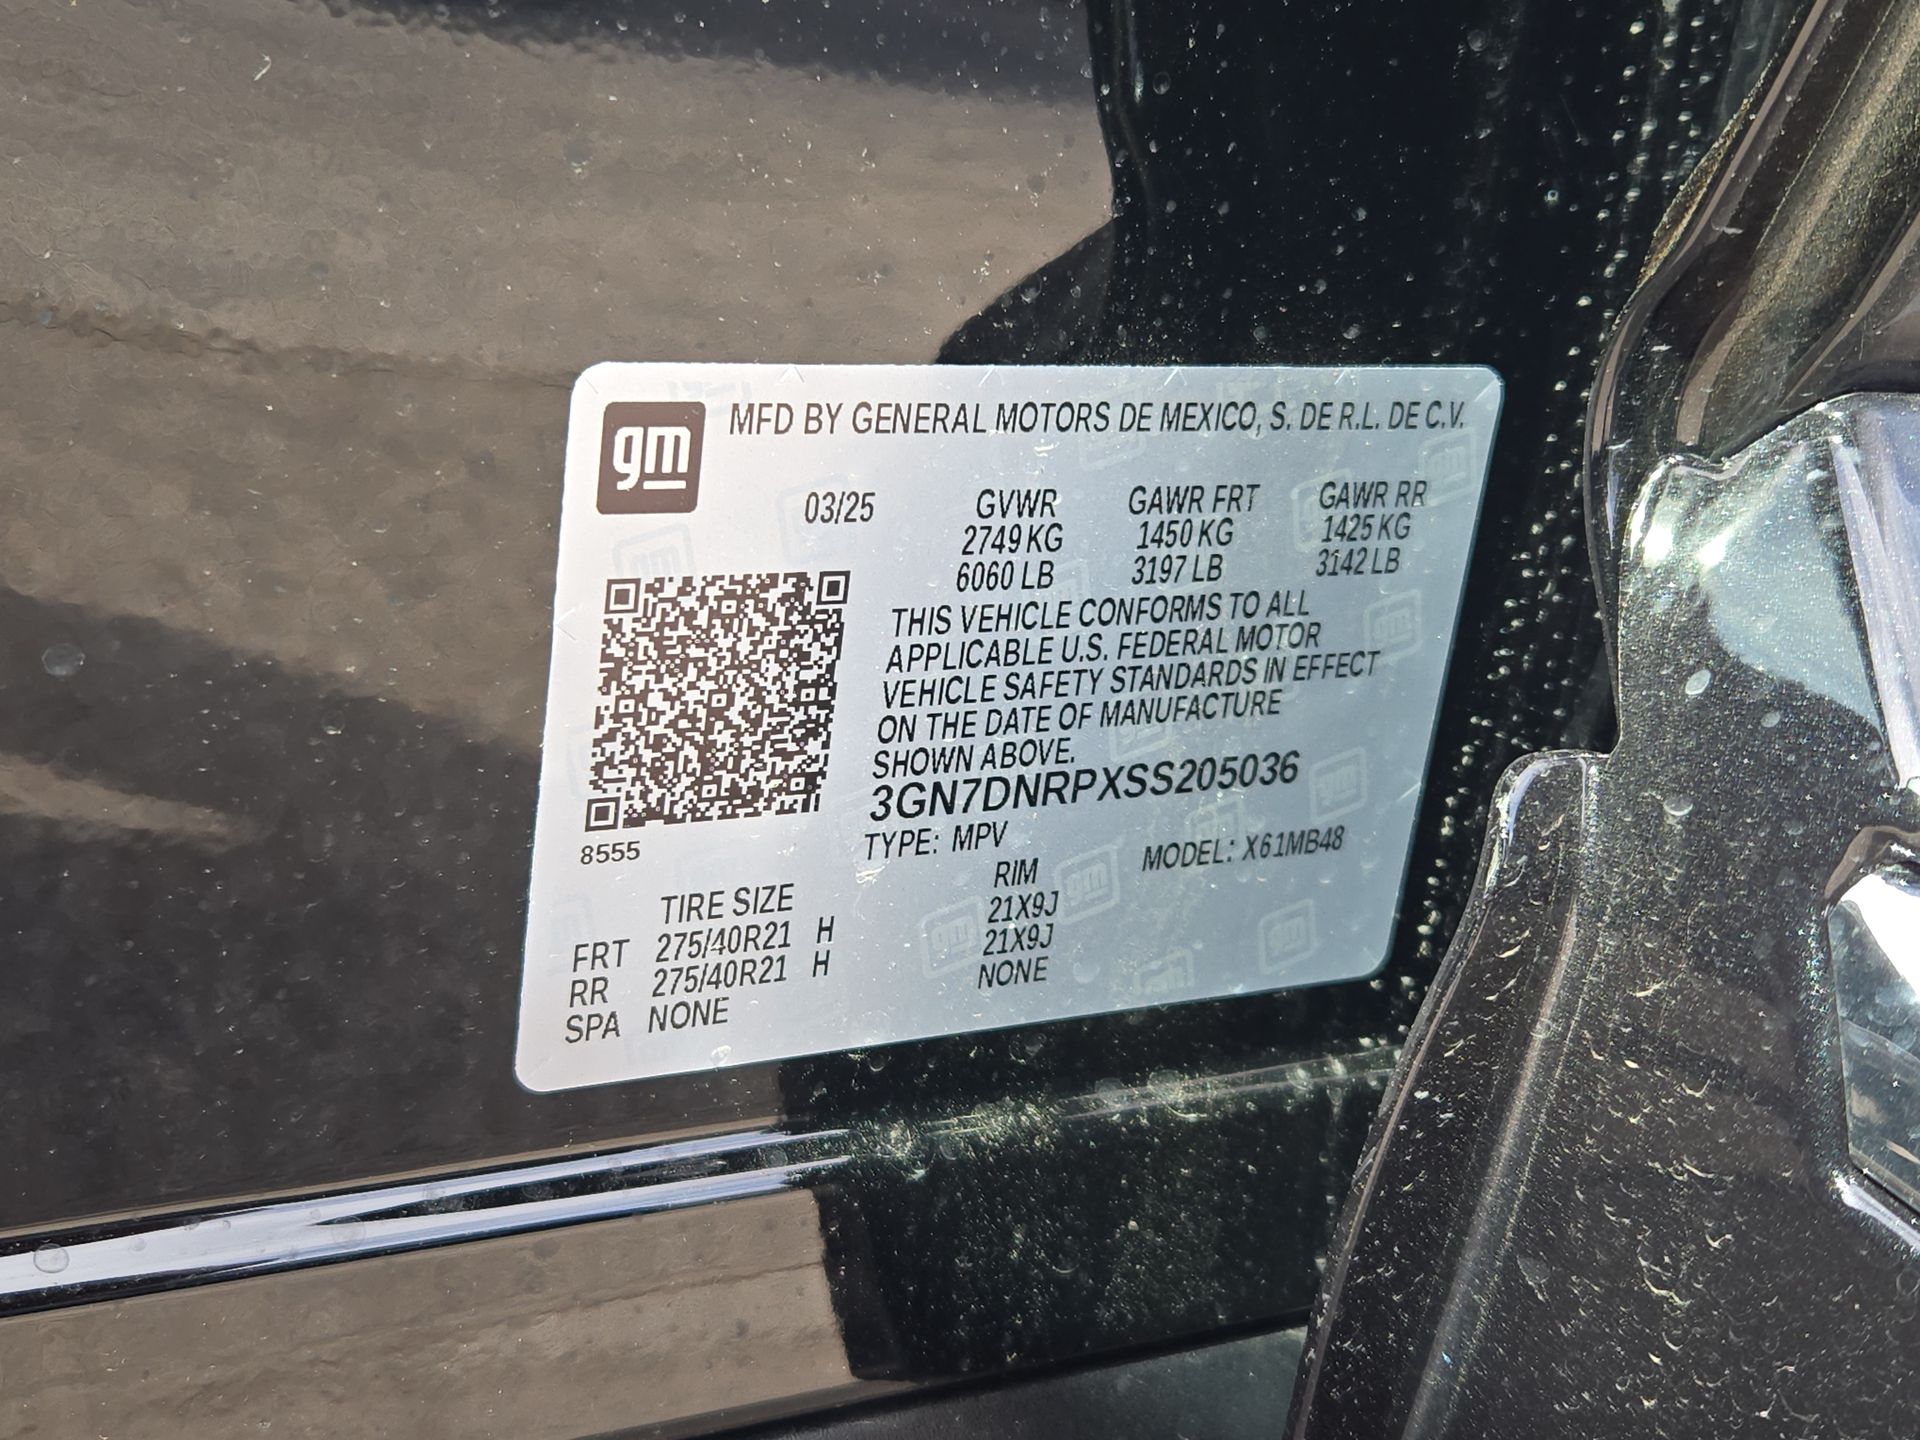 gm
MFD BY GENERAL MOTORS DE MEXICO, S. DE R.L. DE C.V.
03/25 GVWR GAWR FRT GAWR RR
2749 KG 1450 KG 1425 KG
6060 LB 3197 LB 3142 LB
THIS VEHICLE CONFORMS TO ALL
APPLICABLE U.S. FEDERAL MOTOR
VEHICLE SAFETY STANDARDS IN EFFECT
ON THE DATE OF MANUFACTURE
SHOWN ABOVE.
3GN7DNRPXSS205036
TYPE: MPV MODEL: X61MB48
8555
TIRE SIZE RIM
FRT 275/40R21 H 21X9J
RR 275/40R21 H 21X9J
SPA NONE NONE